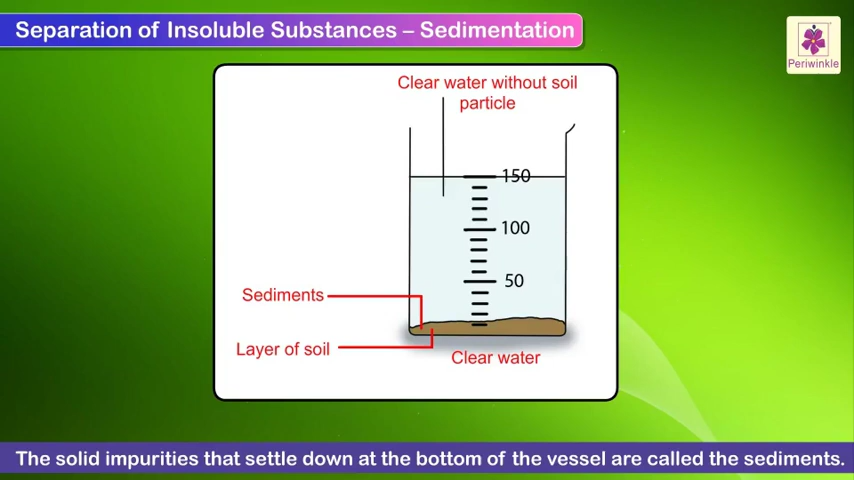 Separation of Insoluble Substances – Sedimentation
Periwinkle
Clear water without soil
particle
150
100
50
Sediments
Layer of soil
Clear water
The solid impurities that settle down at the bottom of the vessel are called the sediments.